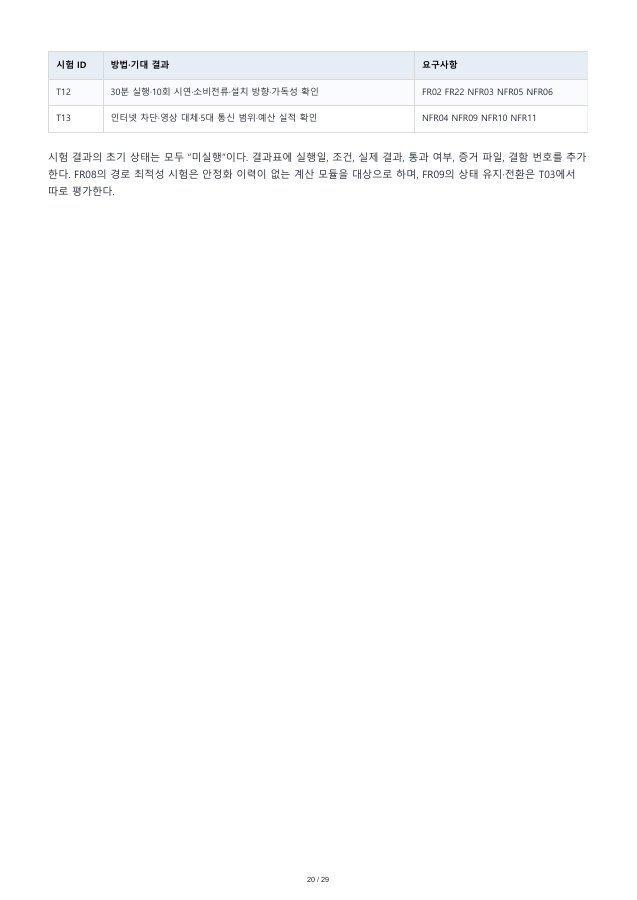 시험 ID 방법·기대 결과 요구사항
T12 30분 실행·10회 시연·소비전류·설치 방향·가독성 확인 FR02 FR22 NFR03 NFR05 NFR06
T13 인터넷 차단·영상 대체·5대 통신 범위·예산 실적 확인 NFR04 NFR09 NFR10 NFR11
시험 결과의 초기 상태는 모두 “미실행”이다. 결과표에 실행일, 조건, 실제 결과, 통과 여부, 증거 파일, 결함 번호를 추가
한다. FR08의 경로 최적성 시험은 안정화 이력이 없는 계산 모듈을 대상으로 하며, FR09의 상태 유지·전환은 T03에서
따로 평가한다.
20 / 29